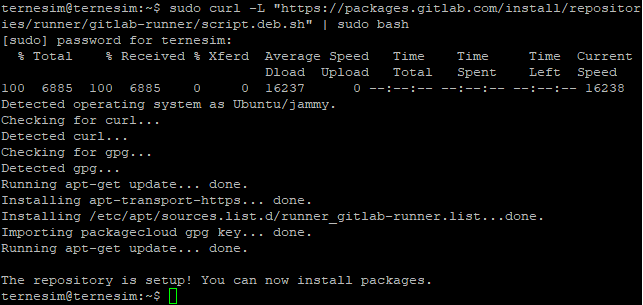 ternesim@ternesim:~$ sudo curl -L "https://packages.gitlab.com/install/repositor
ies/runner/gitlab-runner/script.deb.sh" | sudo bash
[sudo] password for ternesim:
  % Total    % Received % Xferd  Average Speed   Time    Time     Time  Current
                                 Dload  Upload   Total   Spent    Left  Speed
100  6885  100  6885    0     0  16237      0 --:--:-- --:--:-- --:--:-- 16238
Detected operating system as Ubuntu/jammy.
Checking for curl...
Detected curl...
Checking for gpg...
Detected gpg...
Running apt-get update... done.
Installing apt-transport-https... done.
Installing /etc/apt/sources.list.d/runner_gitlab-runner.list...done.
Importing packagecloud gpg key... done.
Running apt-get update... done.

The repository is setup! You can now install packages.
ternesim@ternesim:~$